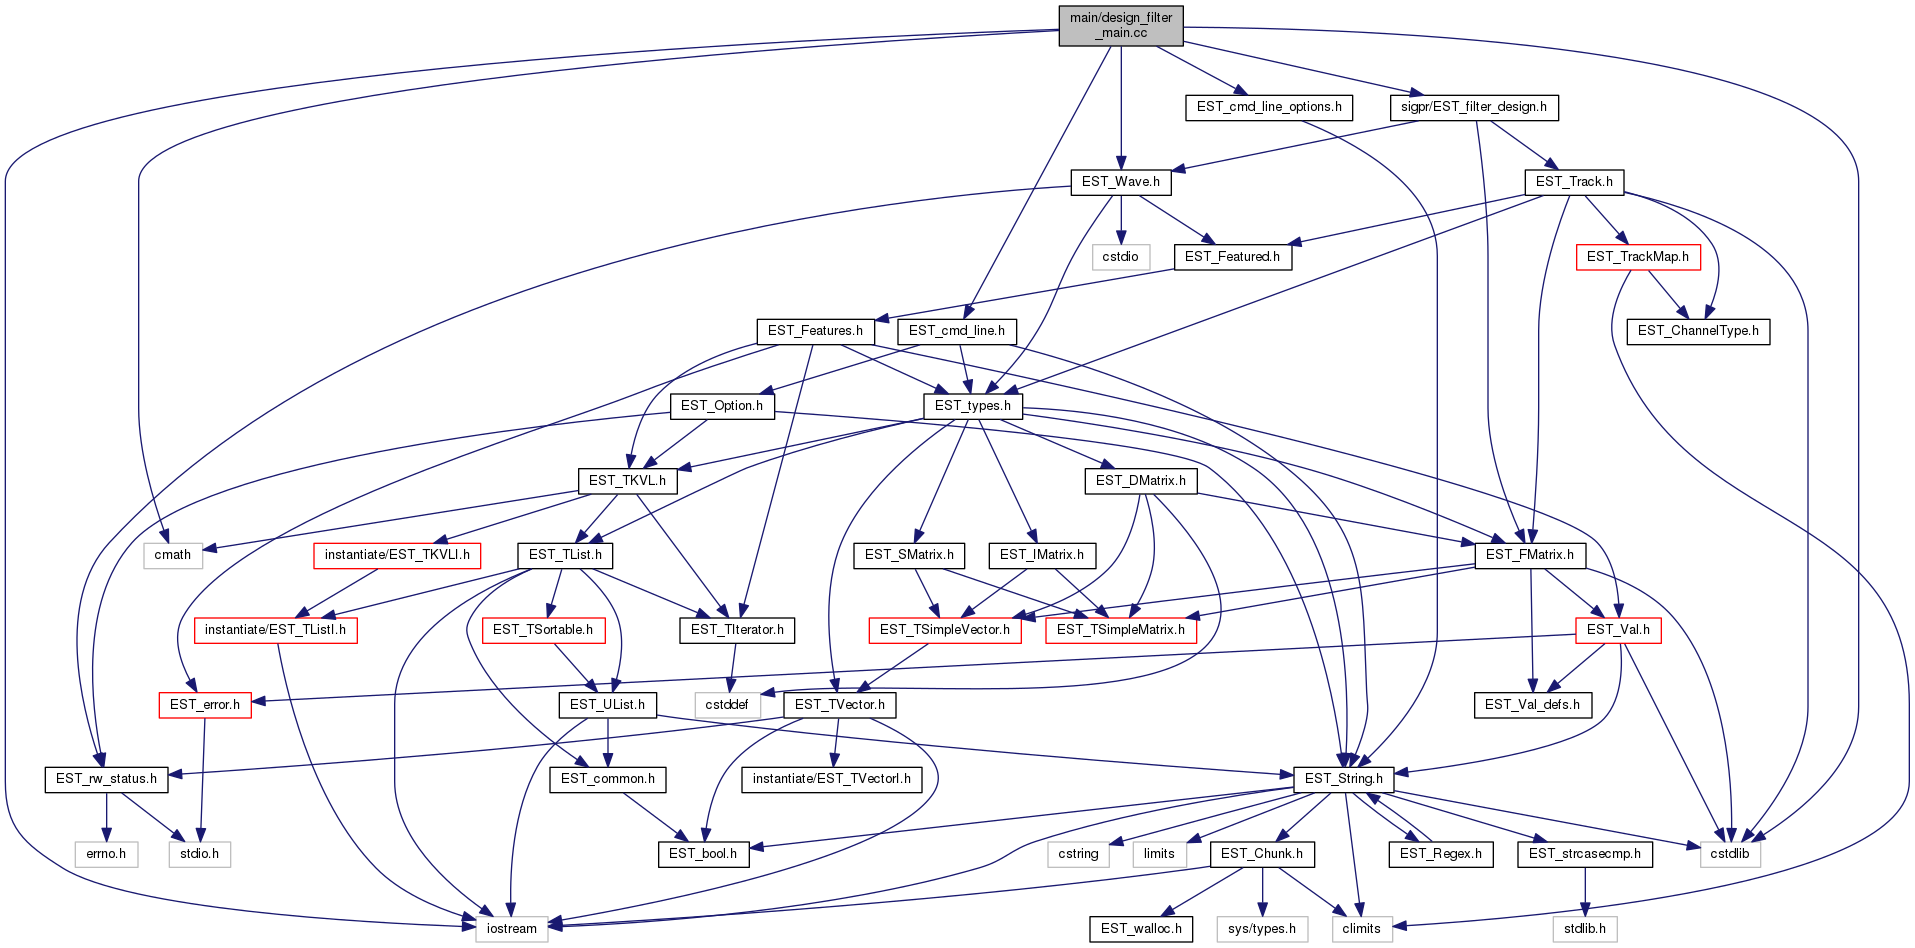 main/design_filter
_main.cc
EST_cmd_line_options.h
sigpr/EST_filter_design.h
EST_Wave.h
EST_Track.h
cstdio
EST_Featured.h
EST_TrackMap.h
EST_Features.h
EST_cmd_line.h
EST_ChannelType.h
EST_Option.h
EST_types.h
EST_TKVL.h
EST_DMatrix.h
cmath
instantiate/EST_TKVLI.h
EST_TList.h
EST_SMatrix.h
EST_IMatrix.h
EST_FMatrix.h
instantiate/EST_TListI.h
EST_TSortable.h
EST_TIterator.h
EST_TSimpleVector.h
EST_TSimpleMatrix.h
EST_Val.h
EST_error.h
EST_UList.h
cstddef
EST_TVector.h
EST_Val_defs.h
EST_rw_status.h
EST_common.h
instantiate/EST_TVectorI.h
EST_String.h
errno.h
stdio.h
EST_bool.h
cstring
limits
EST_Chunk.h
EST_Regex.h
EST_strcasecmp.h
cstdlib
iostream
EST_walloc.h
sys/types.h
climits
stdlib.h